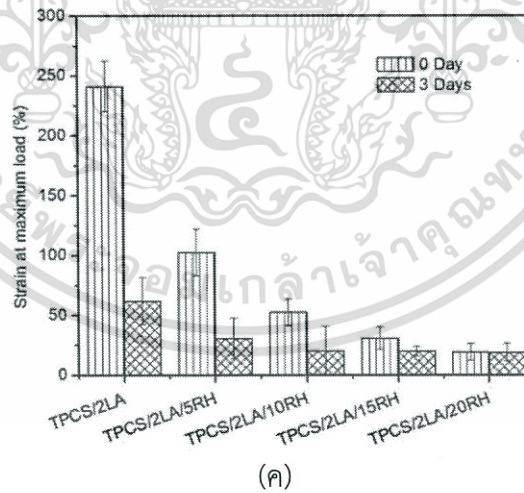 300
250
200
150
100
50
0
Strain at maximum load (%)
0 Day
3 Days
TPCS/2LA
TPCS/2LA/5RH
TPCS/2LA/10RH
TPCS/2LA/15RH
TPCS/2LA/20RH
(ค)